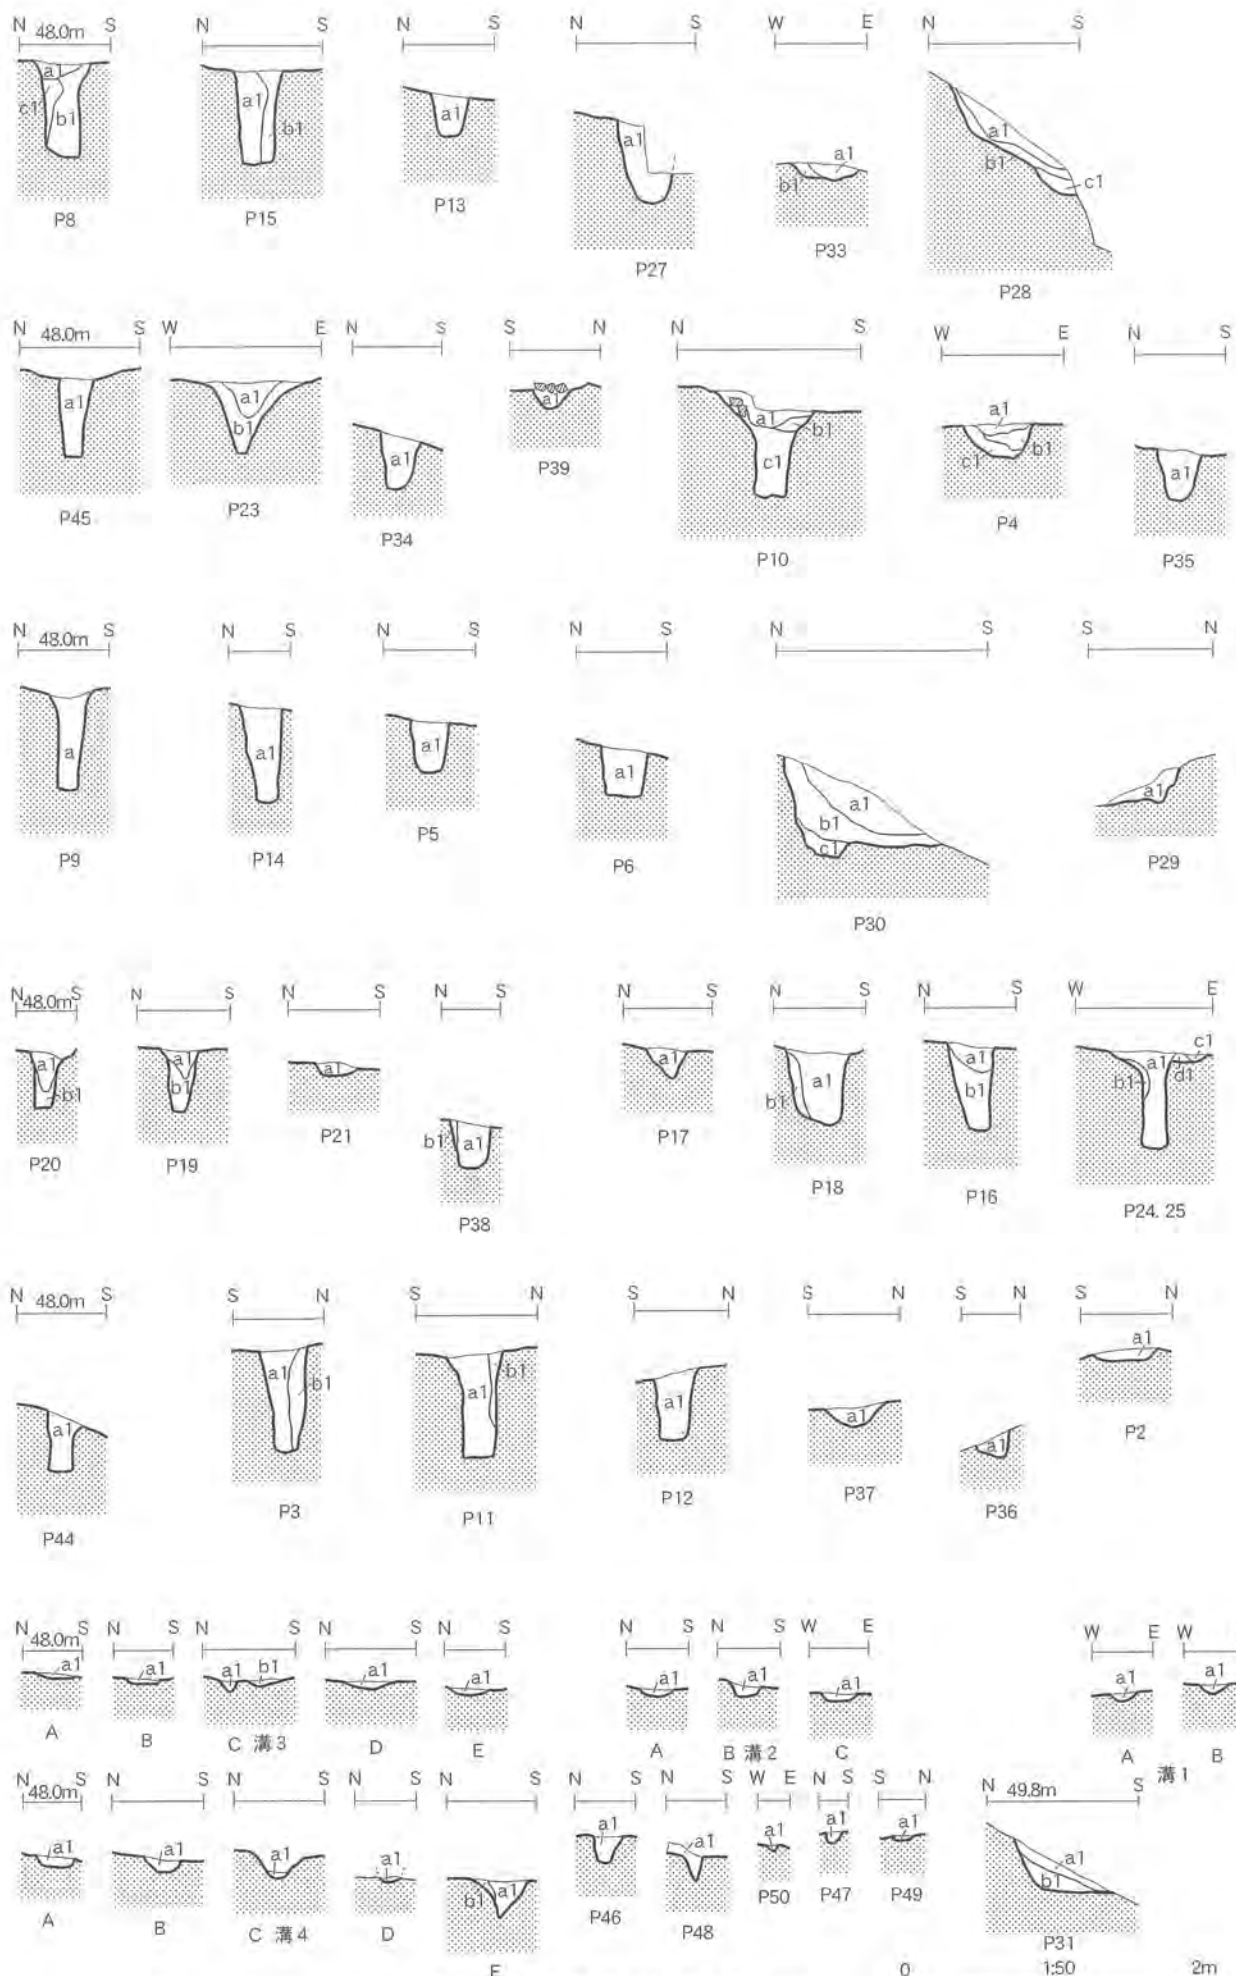 N S N S N S N S W E N S
48.0m
a1 c1 b1 a1 b1 a1 a1 a1 b1 a1 b1 c1
P8 P15 P13 P27 P33 P28
N S W E N S S N N S W E N S
48.0m
a1 a1 b1 a1 a1 a1 b1 c1 a1 c1 b1 a1
P45 P23 P34 P39 P10 P4 P35
N S N S N S N S N S S N
48.0m
a a1 a1 a1 a1 b1 c1 a1
P9 P14 P5 P6 P30 P29
N S N S N S N S N S N S N S W E
48.0m
a1 b1 a1 b1 a1 b1 a1 a1 b1 a1 a1 b1 b1 a1 d1 c1
P20 P19 P21 P38 P17 P18 P16 P24. 25
N S S N S N S N S N S N S N
48.0m
a1 a1 b1 a1 b1 a1 a1 a1 a1
P44 P3 P11 P12 P37 P36 P2
N S N S N S N S N S N S N S W E W E W
48.0m
a1 a1 a1 b1 a1 a1 a1 a1 a1 a1 a1
A B C 溝3 D E A B 溝2 C A 溝1 B
N S N S N S N S N S N S N S W E N S S N N S
48.0m 49.8m
a1 a1 a1 a1 b1 a1 a1 a1 a1 a1 a1 a1 b1
A B C 溝4 D E P46 P48 P50 P47 P49 P31
0 1:50 2m